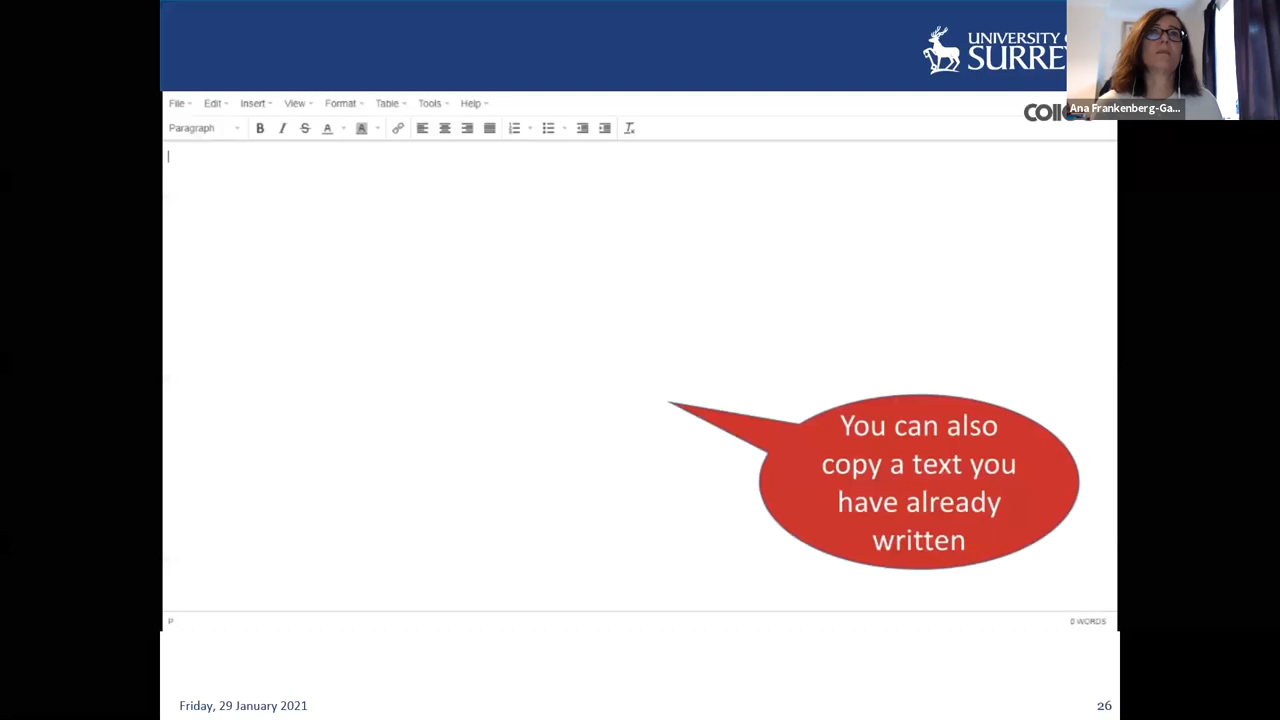 UNIVERSITY O
SURRE
File Edit Insert View Format Table Tools Help
Paragraph B I S A A
Ana Frankenberg-Ga...
You can also
copy a text you
have already
written
P
0 WORDS
Friday, 29 January 2021
26